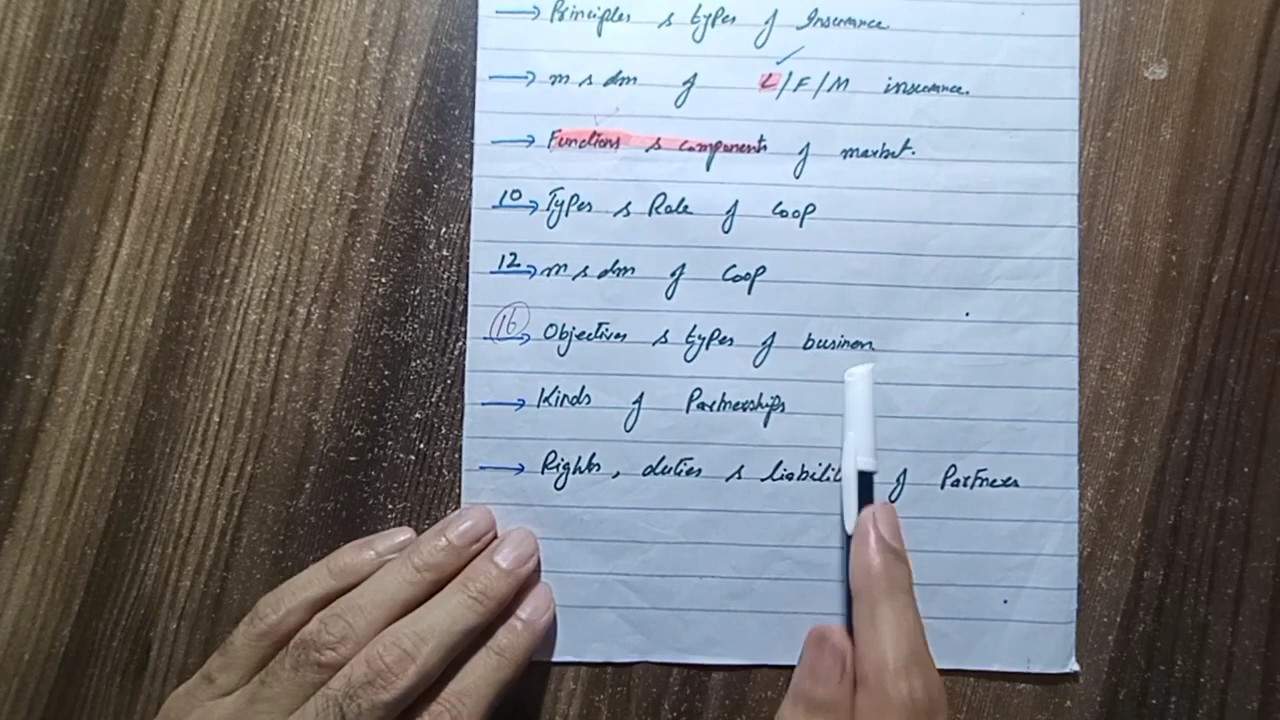 → Principles & types of Insurance
→ m & dm of L/F/M insurance.
→ Functions & components of market.
10 → Types & Role of Coop
12 → m & dm of Coop
16 → Objectives & types of business
→ Kinds of Partnerships
→ Rights, duties & liabilit of Partners